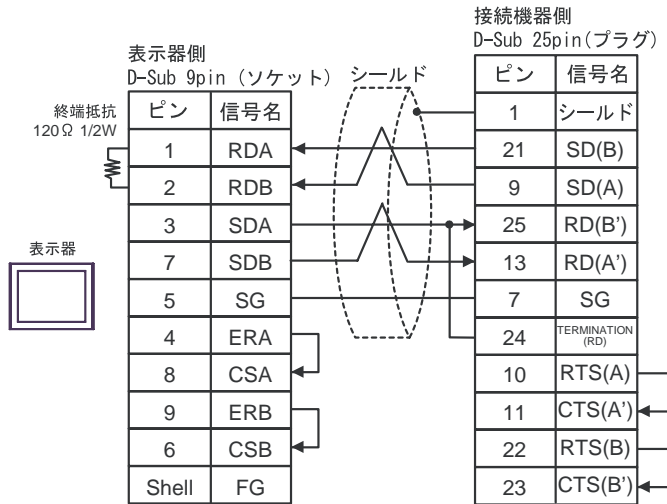 接続機器側
D-Sub 25pin(プラグ)
表示器側
D-Sub 9pin (ソケット)
シールド
終端抵抗
120Ω 1/2W
表示器
ピン 信号名
1 RDA
2 RDB
3 SDA
7 SDB
5 SG
4 ERA
8 CSA
9 ERB
6 CSB
Shell FG
ピン 信号名
1 シールド
21 SD(B)
9 SD(A)
25 RD(B')
13 RD(A')
7 SG
24 TERMINATION
(RD)
10 RTS(A)
11 CTS(A')
22 RTS(B)
23 CTS(B')